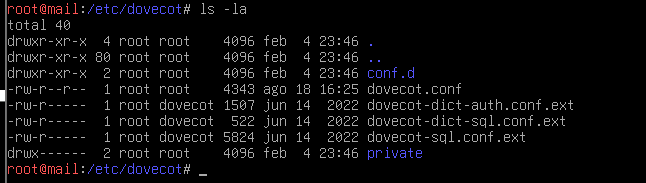 root@mail:/etc/dovecot# ls -la
total 40
drwxr-xr-x 4 root root 4096 feb 4 23:46 .
drwxr-xr-x 80 root root 4096 feb 4 23:46 ..
drwxr-xr-x 2 root root 4096 feb 4 23:46 conf.d
-rw-r--r-- 1 root root 4343 ago 18 16:25 dovecot.conf
-rw-r----- 1 root dovecot 1507 jun 14 2022 dovecot-dict-auth.conf.ext
-rw-r----- 1 root dovecot 522 jun 14 2022 dovecot-dict-sql.conf.ext
-rw-r----- 1 root dovecot 5824 jun 14 2022 dovecot-sql.conf.ext
drwx------ 2 root root 4096 feb 4 23:46 private
root@mail:/etc/dovecot# _